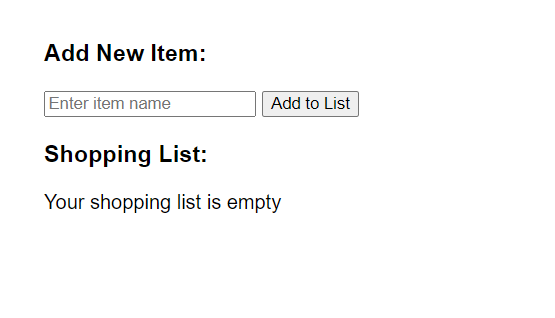 Add New Item:
Enter item name Add to List
Shopping List:
Your shopping list is empty